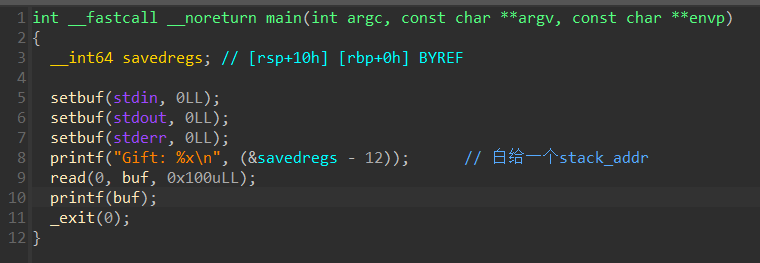 1 int __fastcall __noreturn main(int argc, const char **argv, const char **envp)
2 {
3 __int64 savedregs; // [rsp+10h] [rbp+0h] BYREF
4
5 setbuf(stdin, 0LL);
6 setbuf(stdout, 0LL);
7 setbuf(stderr, 0LL);
8 printf("Gift: %x\n", (&savedregs - 12)); // 白给一个stack_addr
9 read(0, buf, 0x100uLL);
10 printf(buf);
11 _exit(0);
12 }